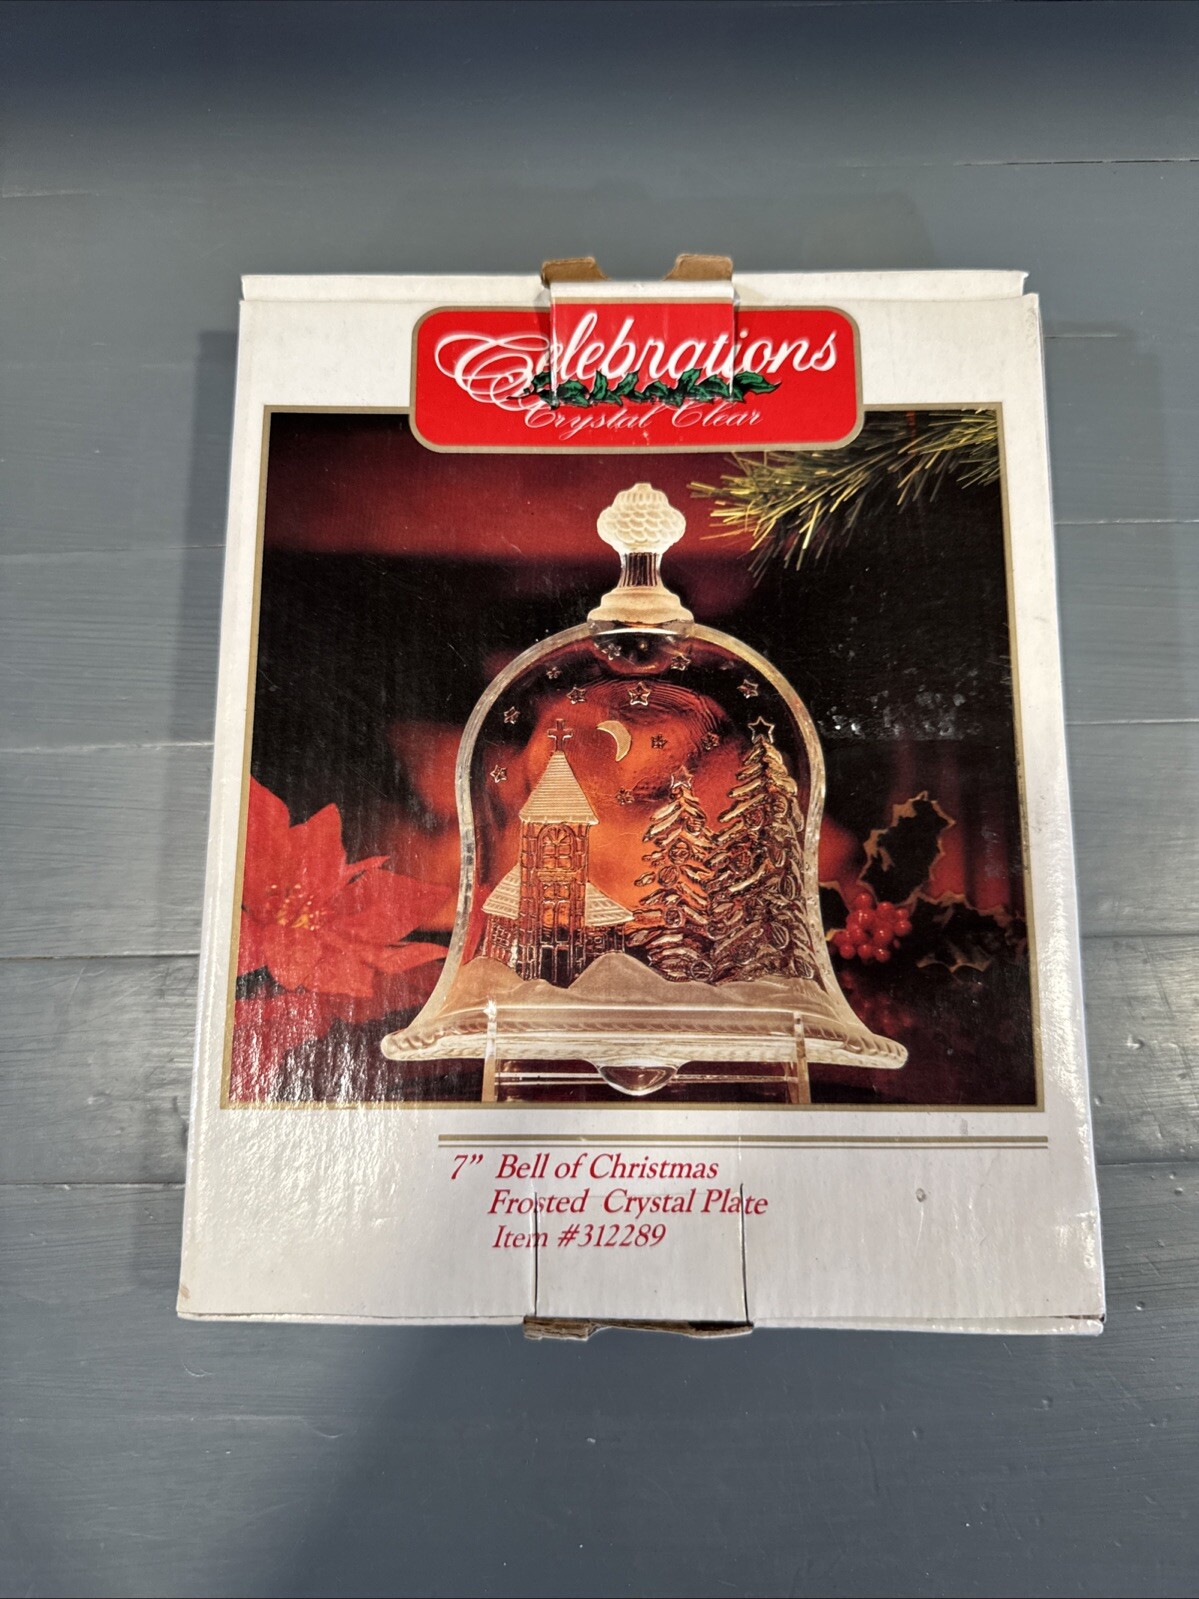 Celebrations
Crystal Clear
7” Bell of Christmas
Frosted Crystal Plate
Item #312289